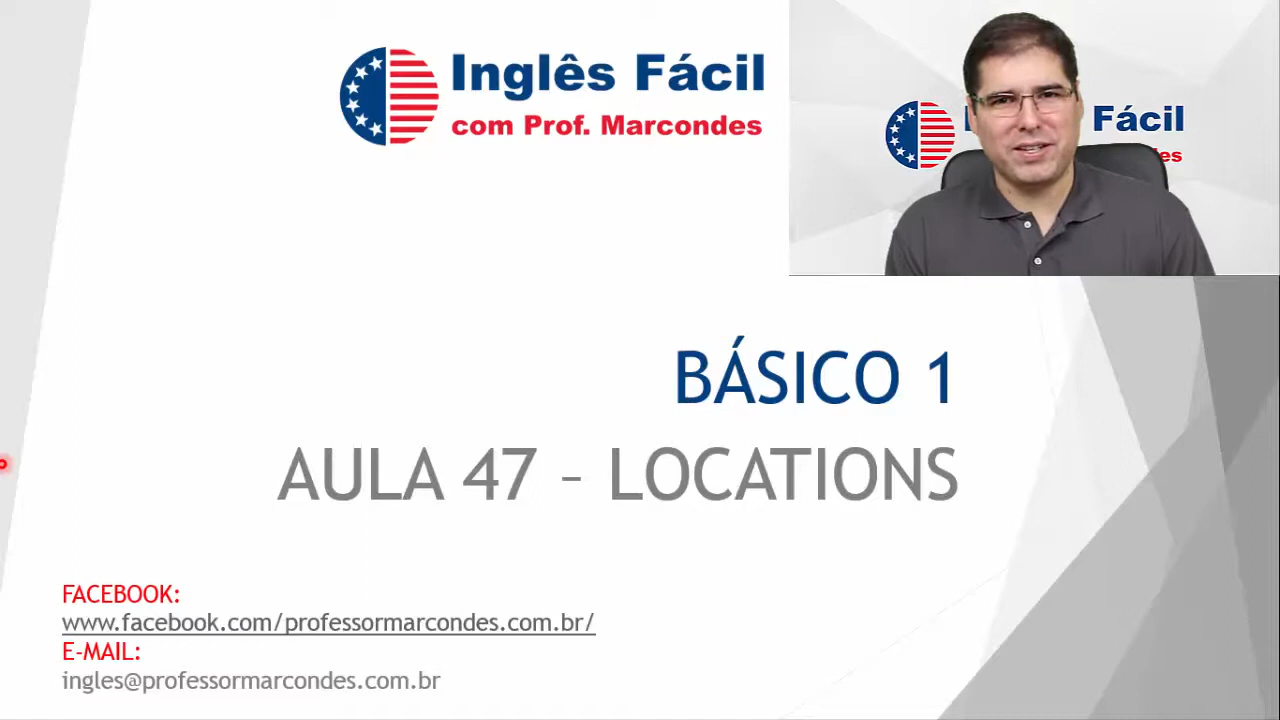 Inglês Fácil
com Prof. Marcondes
Fácil
BÁSICO 1
AULA 47 – LOCATIONS
FACEBOOK:
www.facebook.com/professormarcondes.com.br/
E-MAIL:
ingles@professormarcondes.com.br